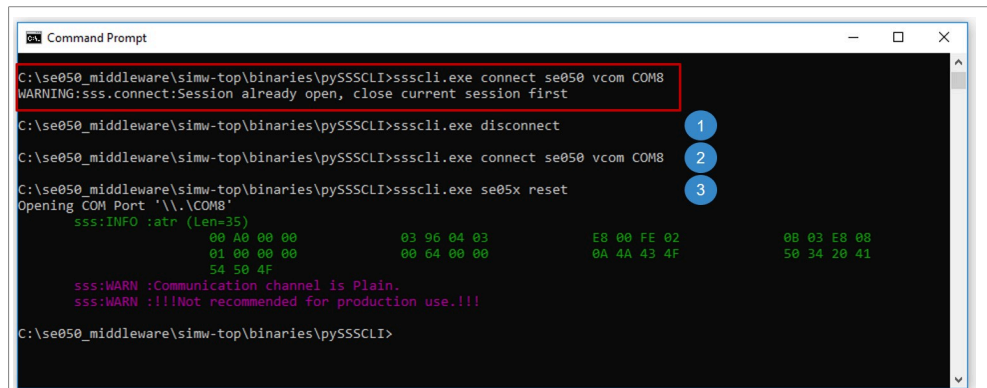 Command Prompt
C:\se050_middleware\simw-top\binaries\pySSSCLI>ssscli.exe connect se050 vcom COM8
WARNING:sss.connect:Session already open, close current session first
C:\se050_middleware\simw-top\binaries\pySSSCLI>ssscli.exe disconnect 1
C:\se050_middleware\simw-top\binaries\pySSSCLI>ssscli.exe connect se050 vcom COM8 2
C:\se050_middleware\simw-top\binaries\pySSSCLI>ssscli.exe se05x reset 3
Opening COM Port '\\.\COM8'
sss:INFO :atr (Len=35)
00 A0 00 00 03 96 04 03 E8 00 FE 02 0B 03 E8 08
01 00 00 00 00 64 00 00 0A 4A 43 4F 50 34 20 41
54 50 4F
sss:WARN :Communication channel is Plain.
sss:WARN :!!!Not recommended for production use.!!!
C:\se050_middleware\simw-top\binaries\pySSSCLI>